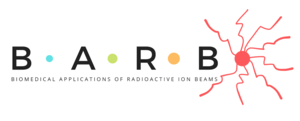 B • A • R • B
BIOMEDICAL APPLICATIONS OF RADIOACTIVE ION BEAMS